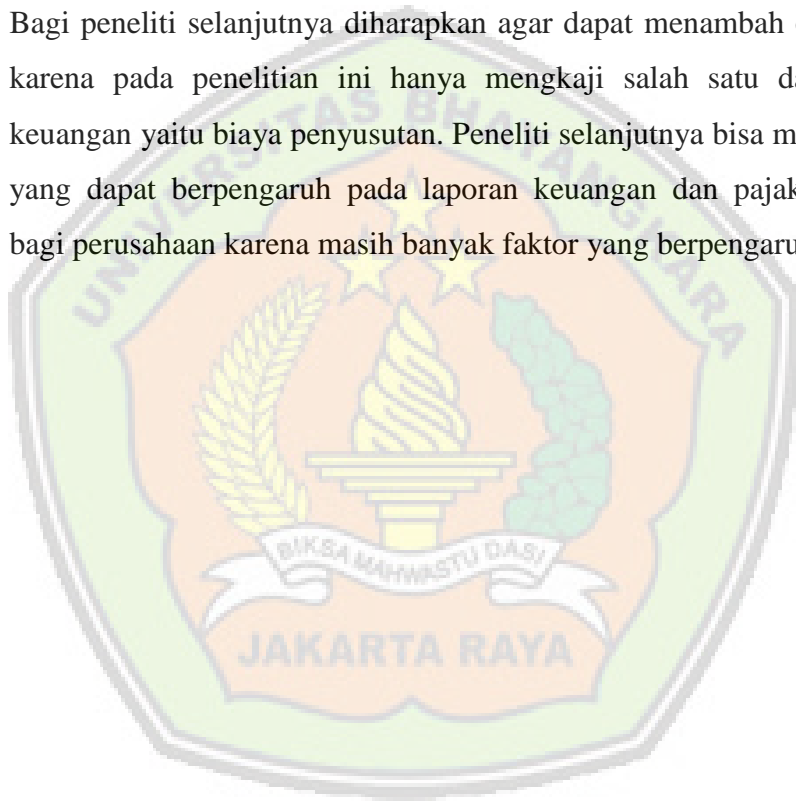 Bagi peneliti selanjutnya diharapkan agar dapat menambah
karena pada penelitian ini hanya mengkaji salah satu
keuangan yaitu biaya penyusutan. Peneliti selanjutnya bisa
yang dapat berpengaruh pada laporan keuangan dan pajak
bagi perusahaan karena masih banyak faktor yang
UNIVERSITAS BHAYANGKARA
BIKSA MAHWASTU DASI
JAKARTA RAYA